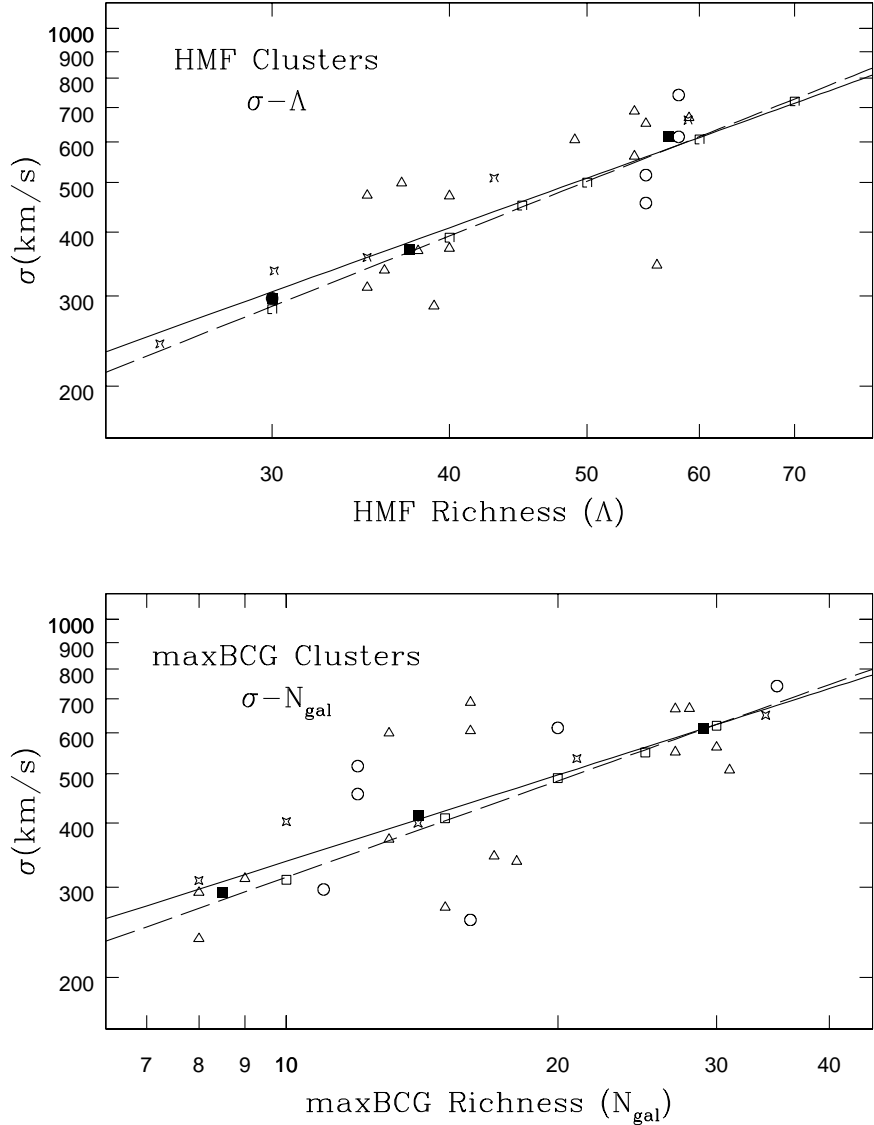 HMF Clusters
σ−Λ
1000
900
800
700
600
500
400
300
200
σ(km/s)
30 40 50 60 70
HMF Richness (Λ)
maxBCG Clusters
σ−N_gal
1000
900
800
700
600
500
400
300
200
σ(km/s)
7 8 9 10 20 30 40
maxBCG Richness (N_gal)